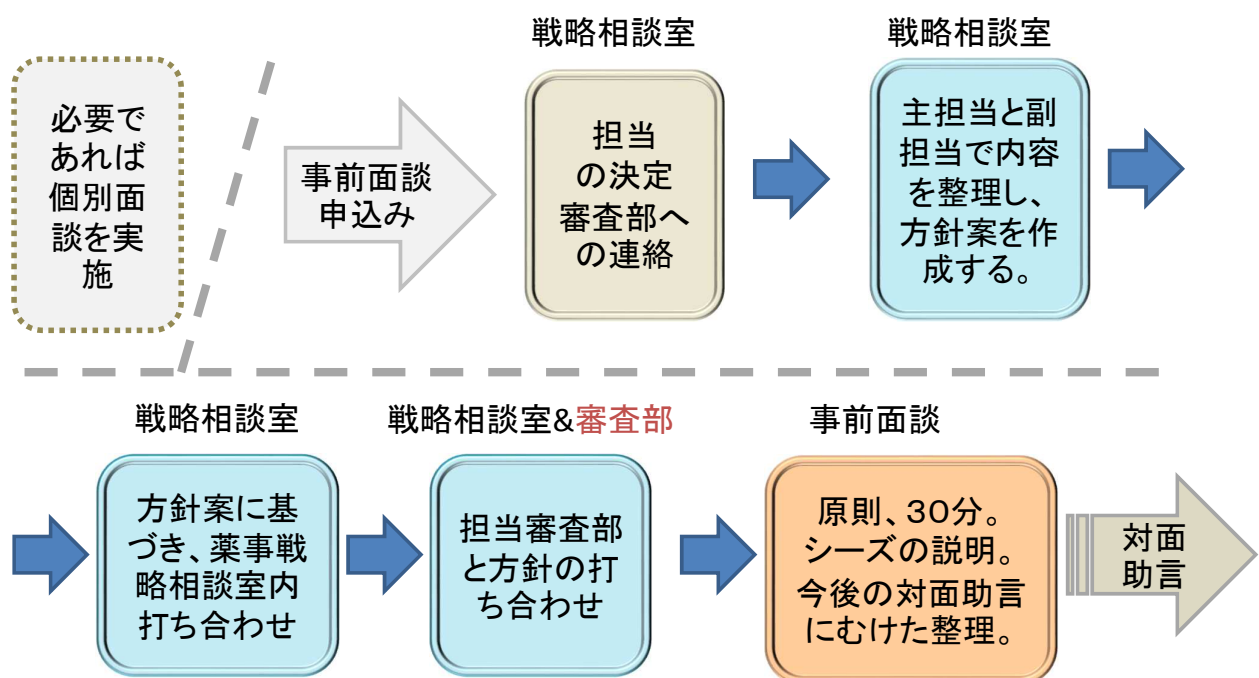 必要で
あれば
個別面
談を実
施
事前面談
申込み
戦略相談室
担当
の決定
審査部へ
の連絡
戦略相談室
主担当と副
担当で内容
を整理し、
方針案を作
成する。
戦略相談室
方針案に基
づき、薬事戦
略相談室内
打ち合わせ
戦略相談室&審査部
担当審査部
と方針の打
ち合わせ
事前面談
原則、30分。
シーズの説明。
今後の対面助言
にむけた整理。
対面
助言